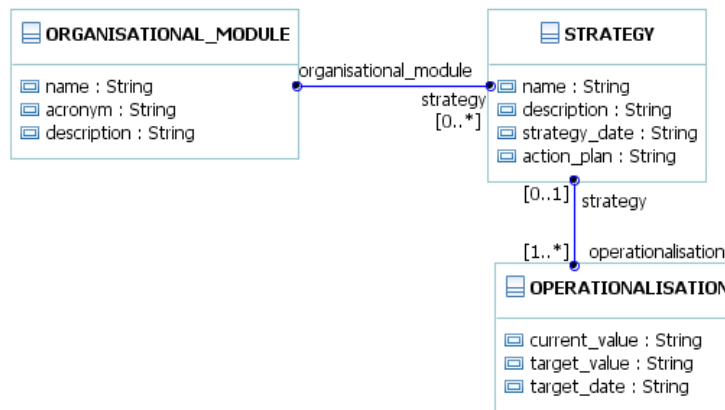 ORGANISATIONAL_MODULE
name : String
acronym : String
description : String
organisational_module
strategy
[0..*]
STRATEGY
name : String
description : String
strategy_date : String
action_plan : String
[0..1]
strategy
[1..*]
operationalisation
OPERATIONALISATION
current_value : String
target_value : String
target_date : String